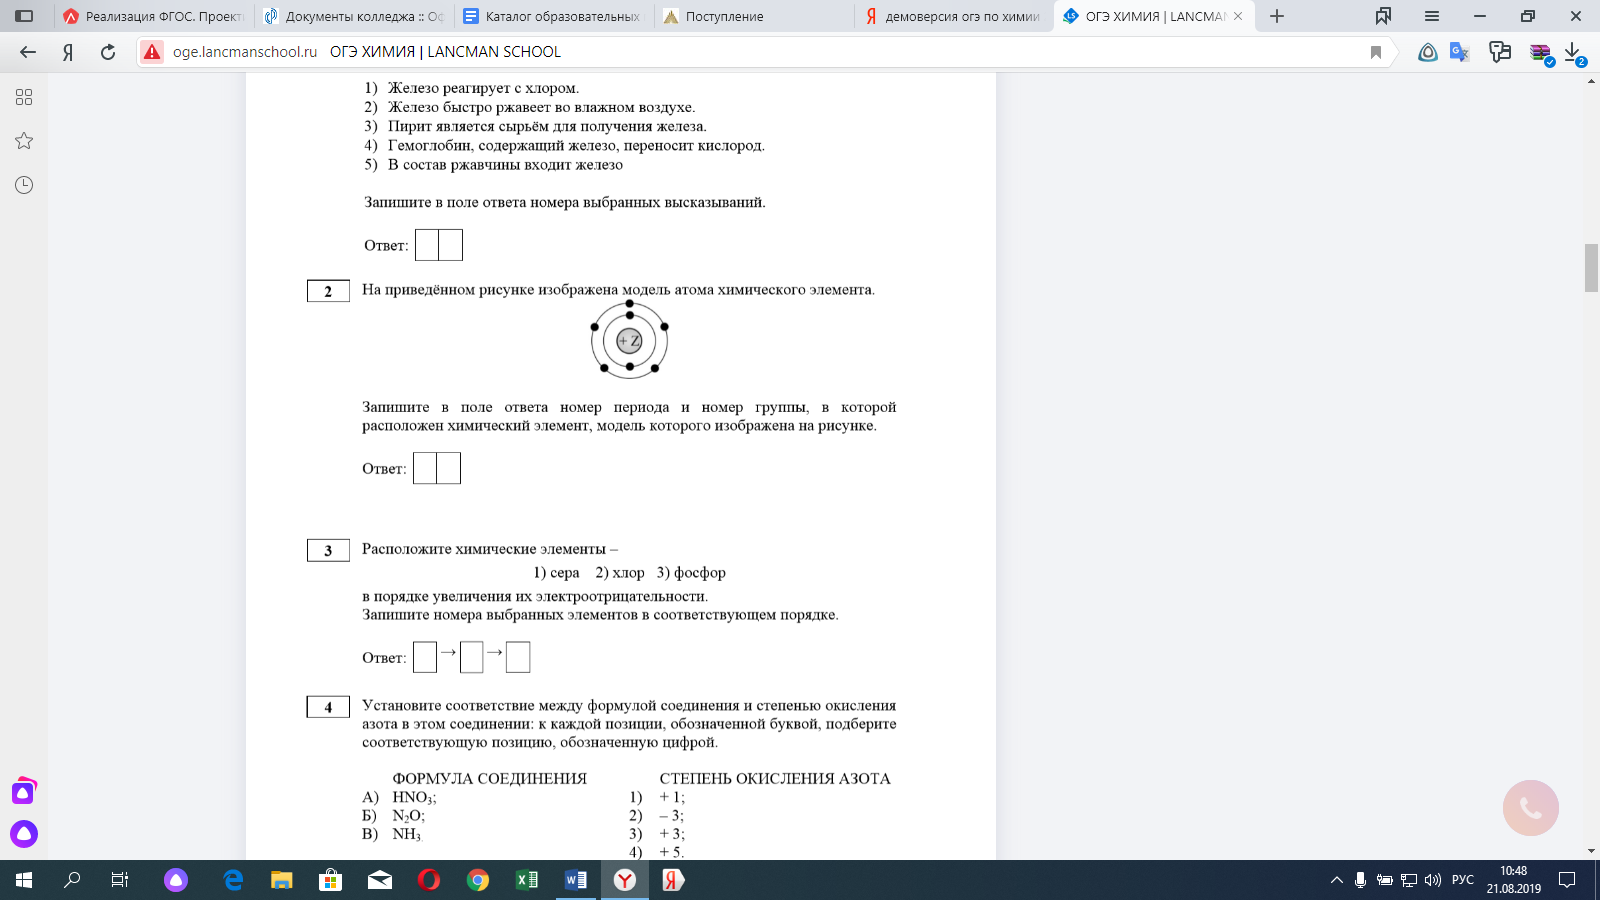 Реализация ФГОС. Проект
Документы колледжа :: Оф
Каталог образовательных
Поступление
Я демоверсия огэ по химии
LS ОГЭ ХИМИЯ | LANCMAN
Я oge.lancmanschool.ru ОГЭ ХИМИЯ | LANCMAN SCHOOL
2
1) Железо реагирует с хлором.
2) Железо быстро ржавеет во влажном воздухе.
3) Пирит является сырьём для получения железа.
4) Гемоглобин, содержащий железо, переносит кислород.
5) В состав ржавчины входит железо
Запишите в поле ответа номера выбранных высказываний.
Ответ:
2 На приведённом рисунке изображена модель атома химического элемента.
+ Z
Запишите в поле ответа номер периода и номер группы, в которой
расположен химический элемент, модель которого изображена на рисунке.
Ответ:
3 Расположите химические элементы –
1) сера 2) хлор 3) фосфор
в порядке увеличения их электроотрицательности.
Запишите номера выбранных элементов в соответствующем порядке.
Ответ: → →
4 Установите соответствие между формулой соединения и степенью окисления
азота в этом соединении: к каждой позиции, обозначенной буквой, подберите
соответствующую позицию, обозначенную цифрой.
ФОРМУЛА СОЕДИНЕНИЯ СТЕПЕНЬ ОКИСЛЕНИЯ АЗОТА
А) HNO₃; 1) + 1;
Б) N₂O; 2) – 3;
В) NH₃. 3) + 3;
4) + 5.
РУС
10:48
21.08.2019